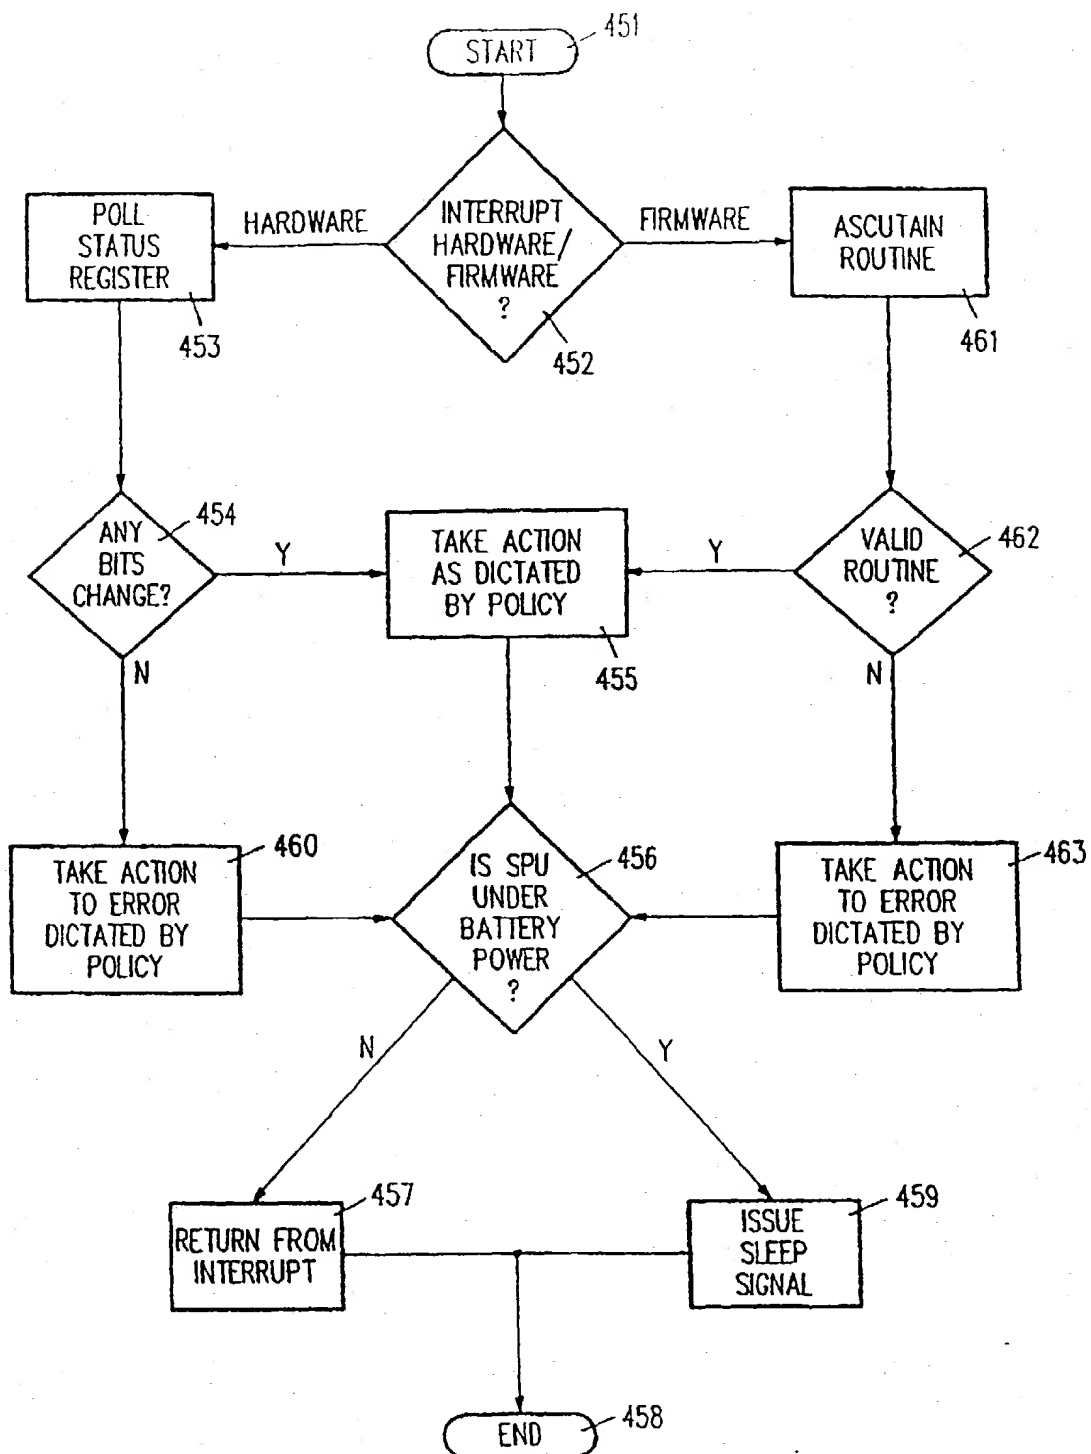 START
451
INTERRUPT
HARDWARE/
FIRMWARE
?
452
HARDWARE
FIRMWARE
POLL
STATUS
REGISTER
453
ASCUTAIN
ROUTINE
461
ANY
BITS
CHANGE?
454
Y
N
TAKE ACTION
AS DICTATED
BY POLICY
455
Y
VALID
ROUTINE
?
462
N
TAKE ACTION
TO ERROR
DICTATED BY
POLICY
460
IS SPU
UNDER
BATTERY
POWER
?
456
TAKE ACTION
TO ERROR
DICTATED BY
POLICY
463
N
Y
RETURN FROM
INTERRUPT
457
ISSUE
SLEEP
SIGNAL
459
END
458